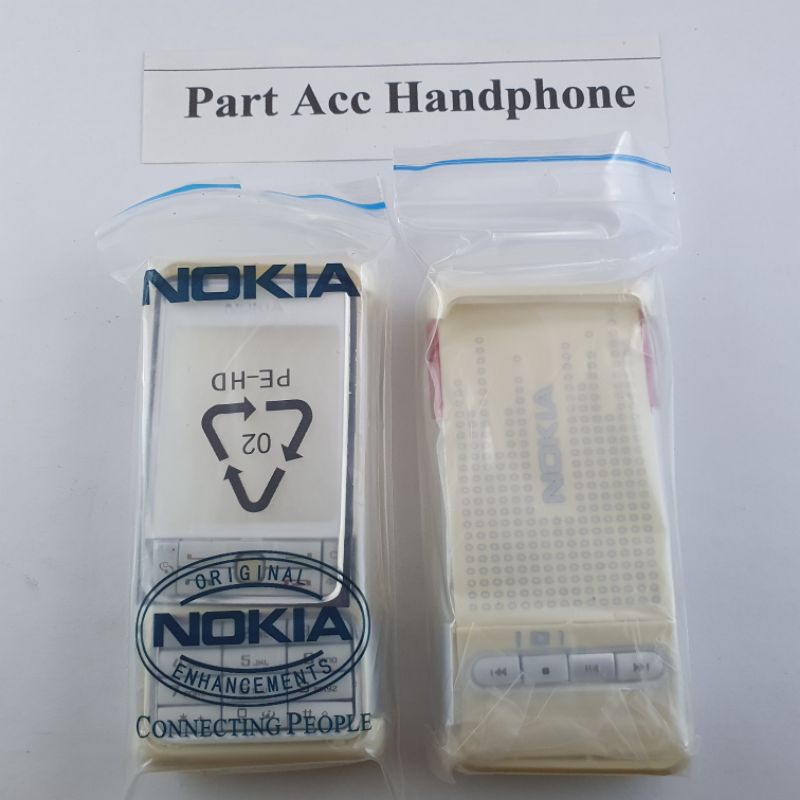 Part Acc Handphone
NOKIA
PE-HD
02
ORIGINAL
NOKIA
ENHANCEMENTS
CONNECTING PEOPLE
NOKIA